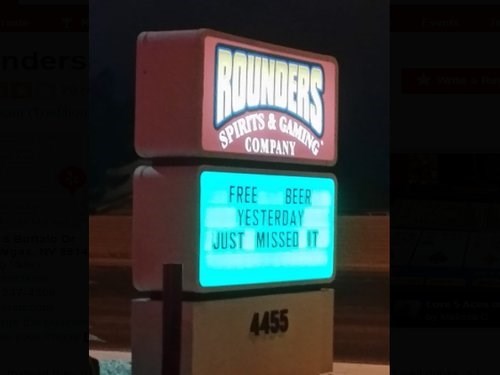 ROUNDERS
SPIRITS & GAMING
COMPANY
FREE BEER
YESTERDAY
JUST MISSED IT
4455